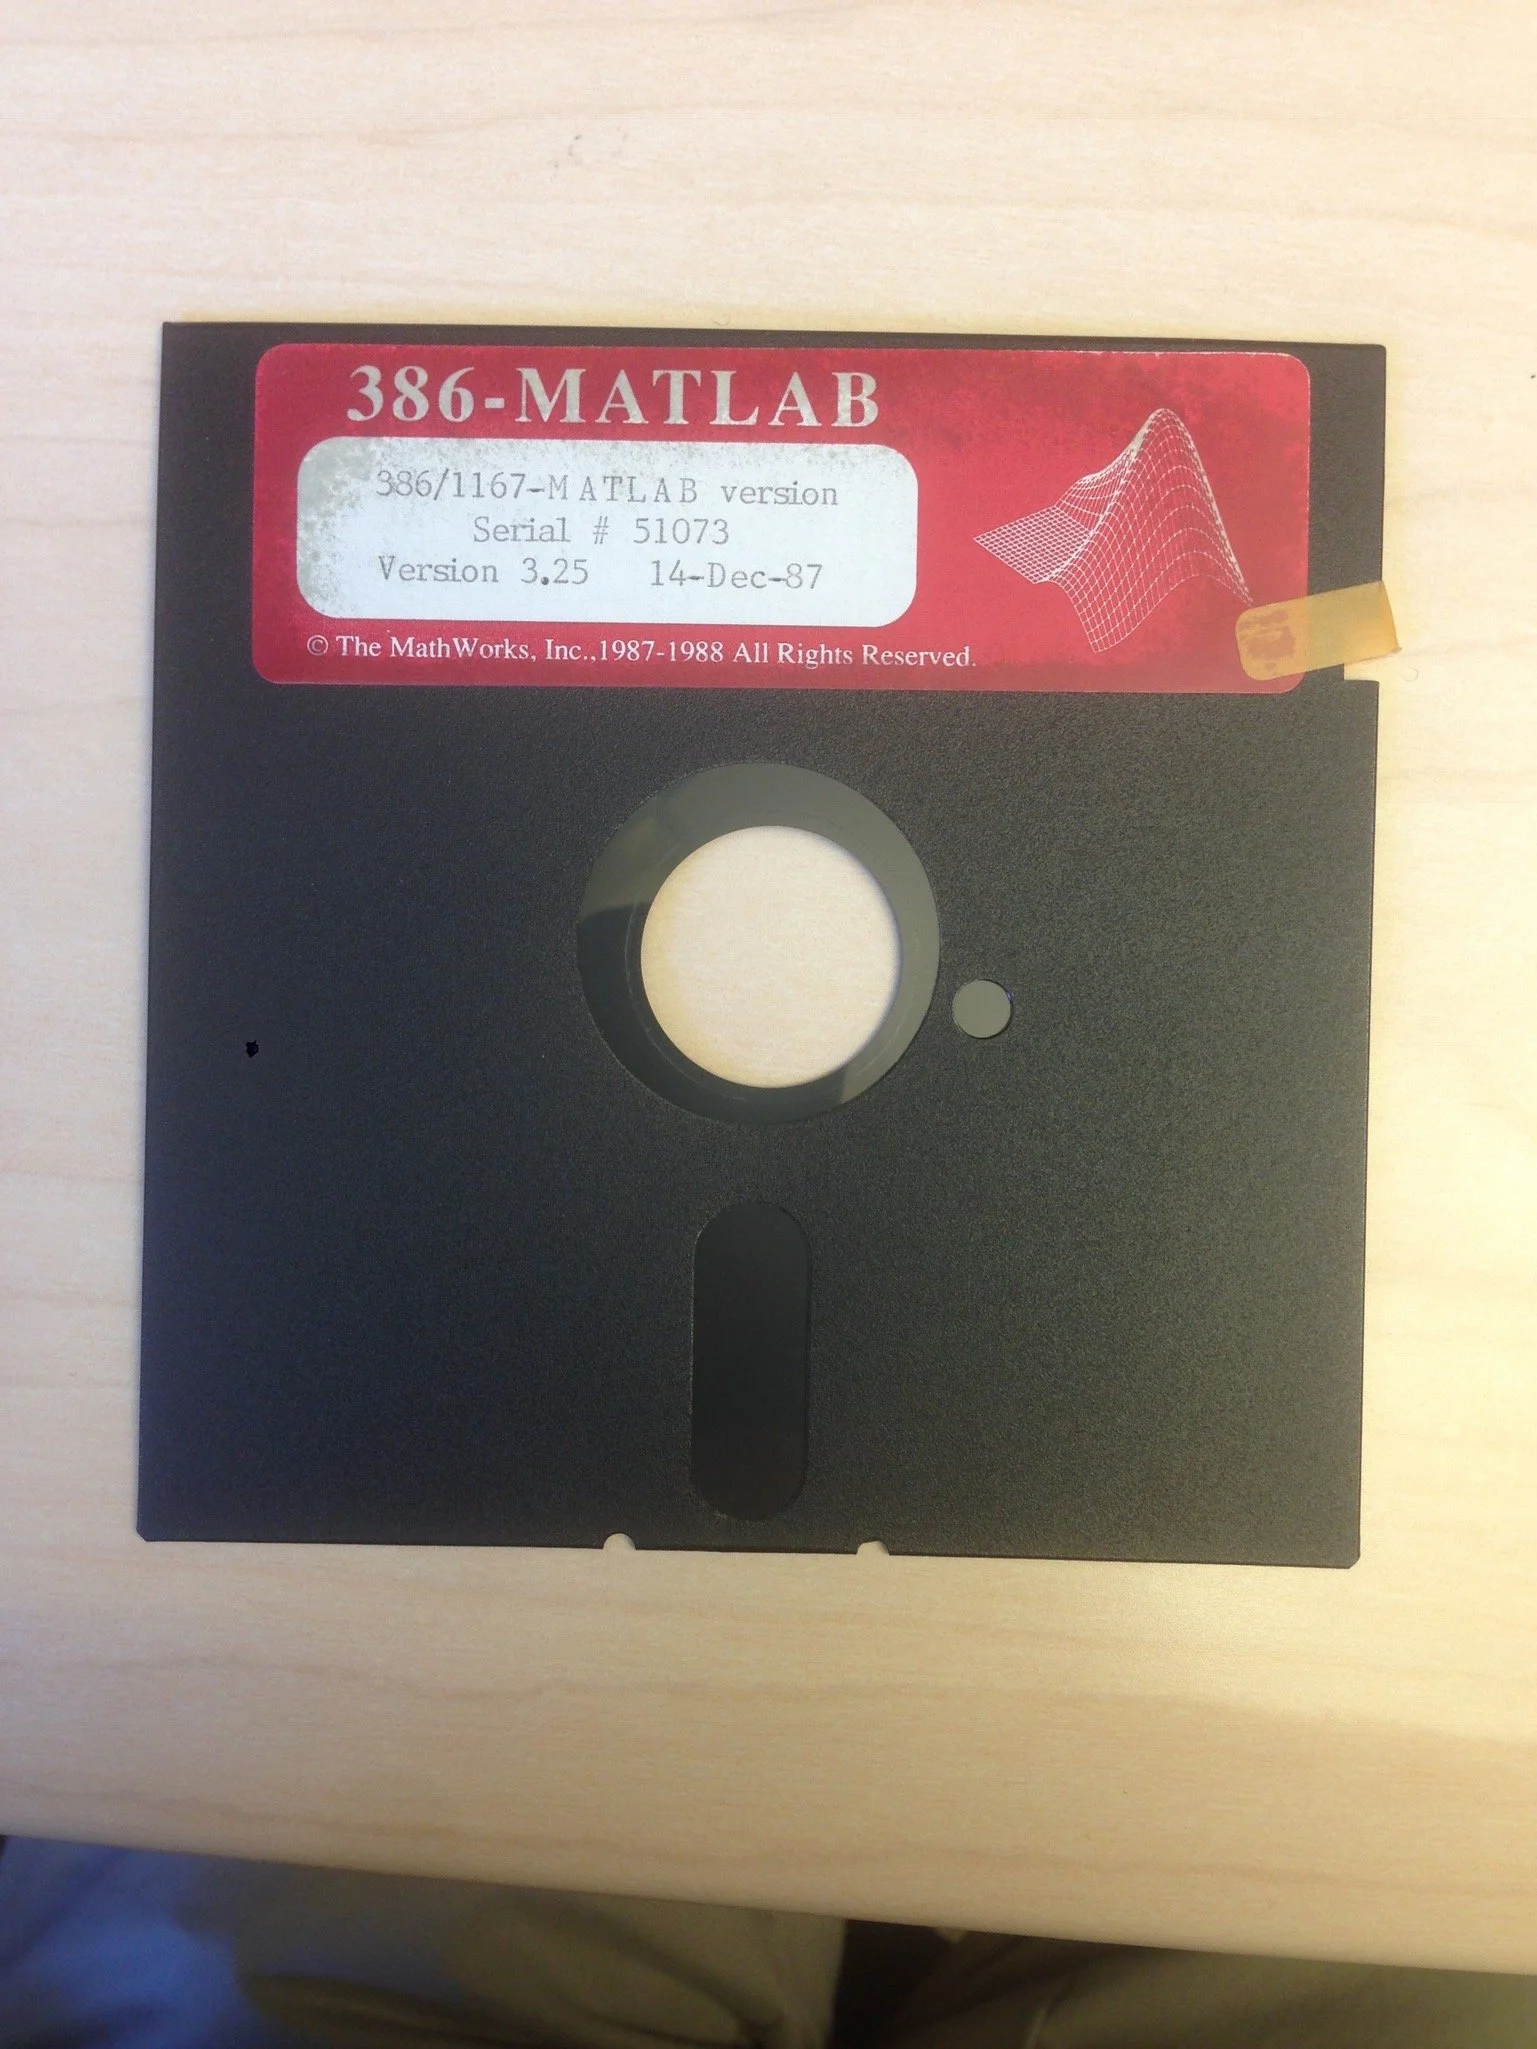 386-MATLAB
386/1167-MATLAB version
Serial # 51073
Version 3.25 14-Dec-87
© The MathWorks, Inc.,1987-1988 All Rights Reserved.